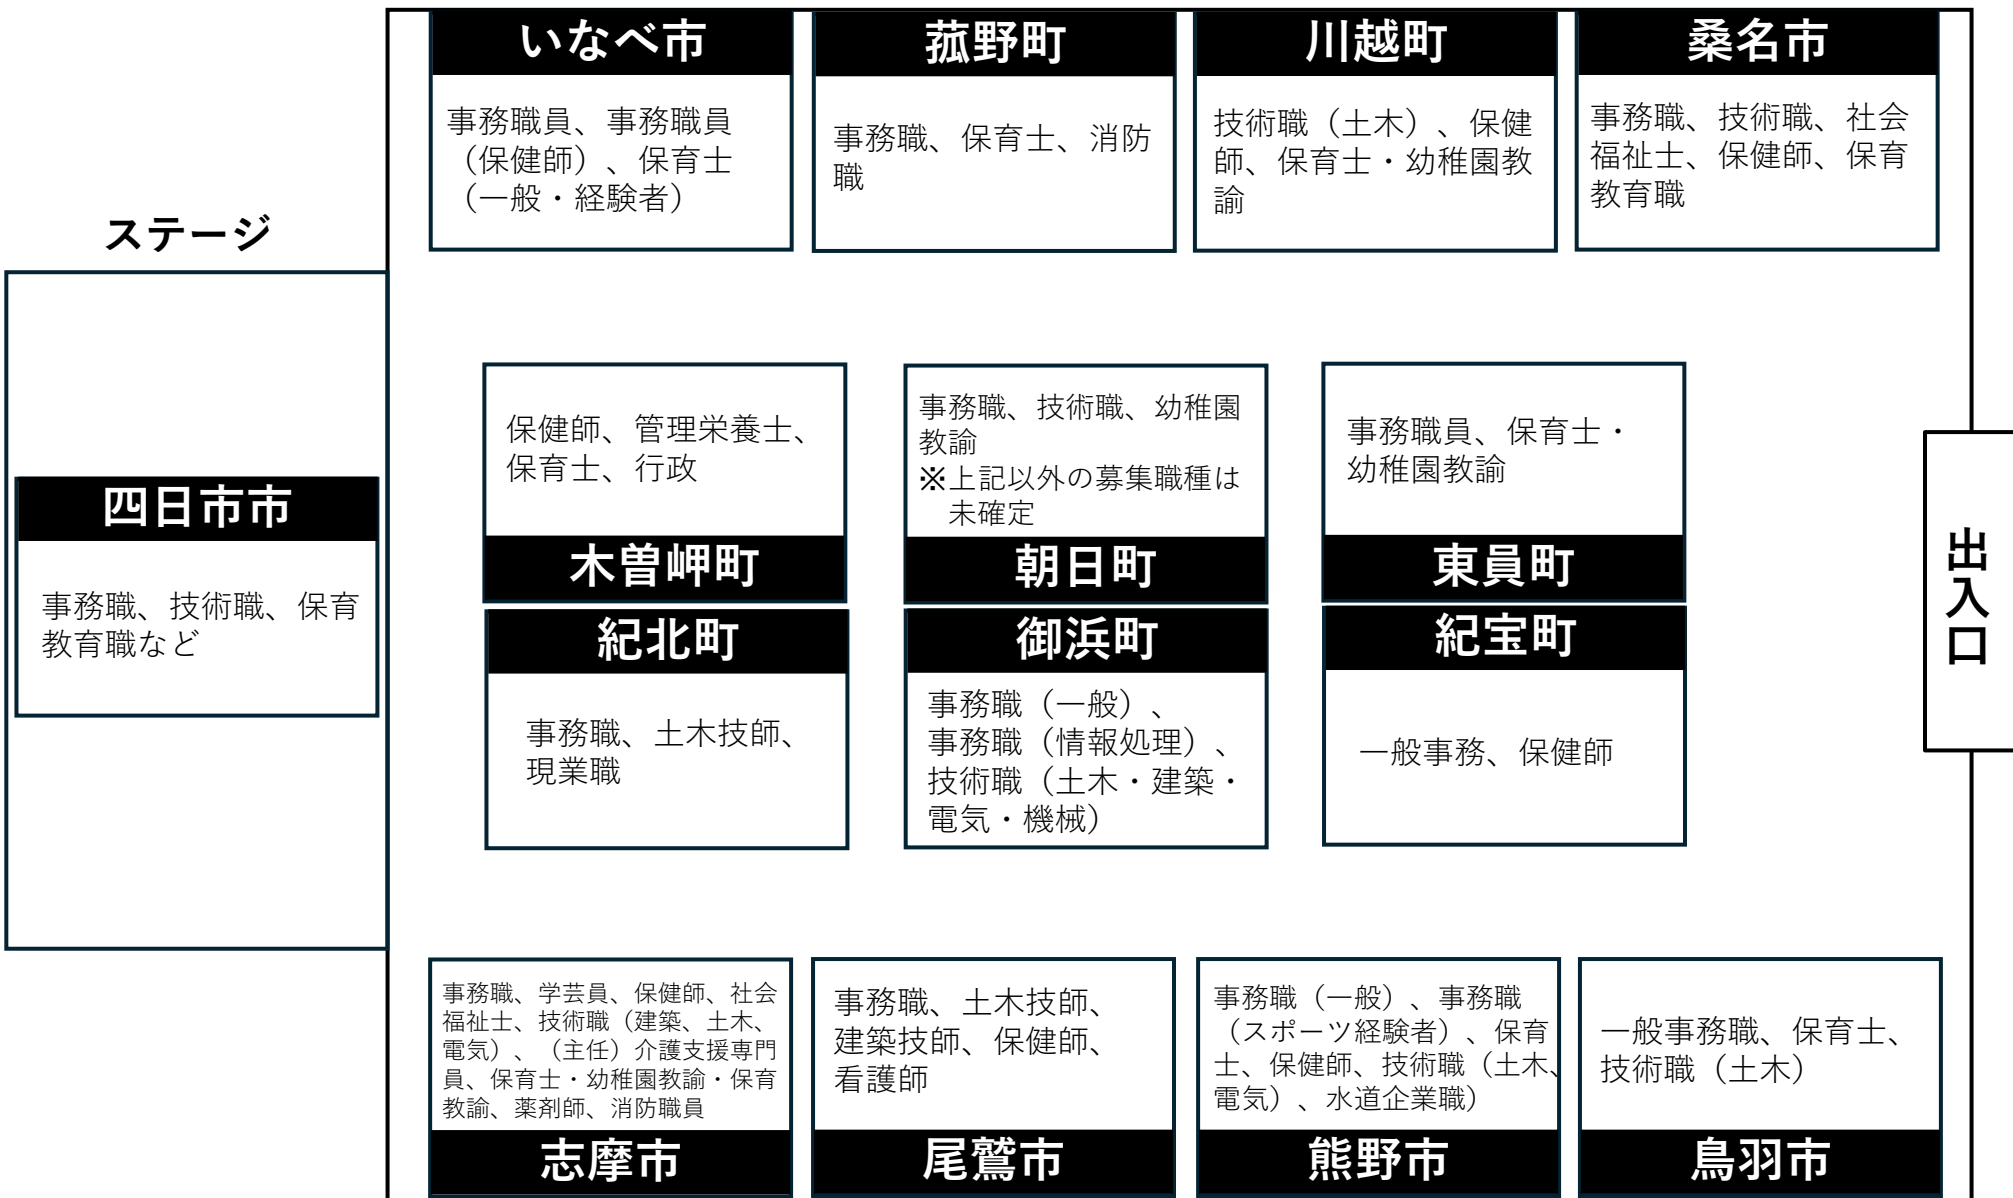 いなべ市
事務職員、事務職員
（保健師）、保育士
（一般・経験者）
菰野町
事務職、保育士、消防
職
川越町
技術職（土木）、保健
師、保育士・幼稚園教
諭
桑名市
事務職、技術職、社会
福祉士、保健師、保育
教育職
ステージ
四日市市
事務職、技術職、保育
教育職など
保健師、管理栄養士、
保育士、行政
木曽岬町
事務職、技術職、幼稚園
教諭
※上記以外の募集職種は
未確定
朝日町
事務職員、保育士・
幼稚園教諭
東員町
出入口
紀北町
事務職、土木技師、
現業職
御浜町
事務職（一般）、
事務職（情報処理）、
技術職（土木・建築・
電気・機械）
紀宝町
一般事務、保健師
事務職、学芸員、保健師、社会
福祉士、技術職（建築、土木、
電気）、（主任）介護支援専門
員、保育士・幼稚園教諭・保育
教諭、薬剤師、消防職員
志摩市
事務職、土木技師、
建築技師、保健師、
看護師
尾鷲市
事務職（一般）、事務職
（スポーツ経験者）、保育
士、保健師、技術職（土木、
電気）、水道企業職）
熊野市
一般事務職、保育士、
技術職（土木）
鳥羽市